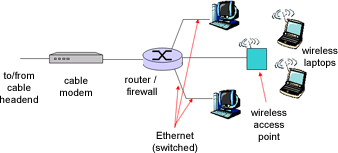 wireless
laptops
to/from
cable
headend
cable
modem
router /
firewall
wireless
access
point
Ethernet
(switched)